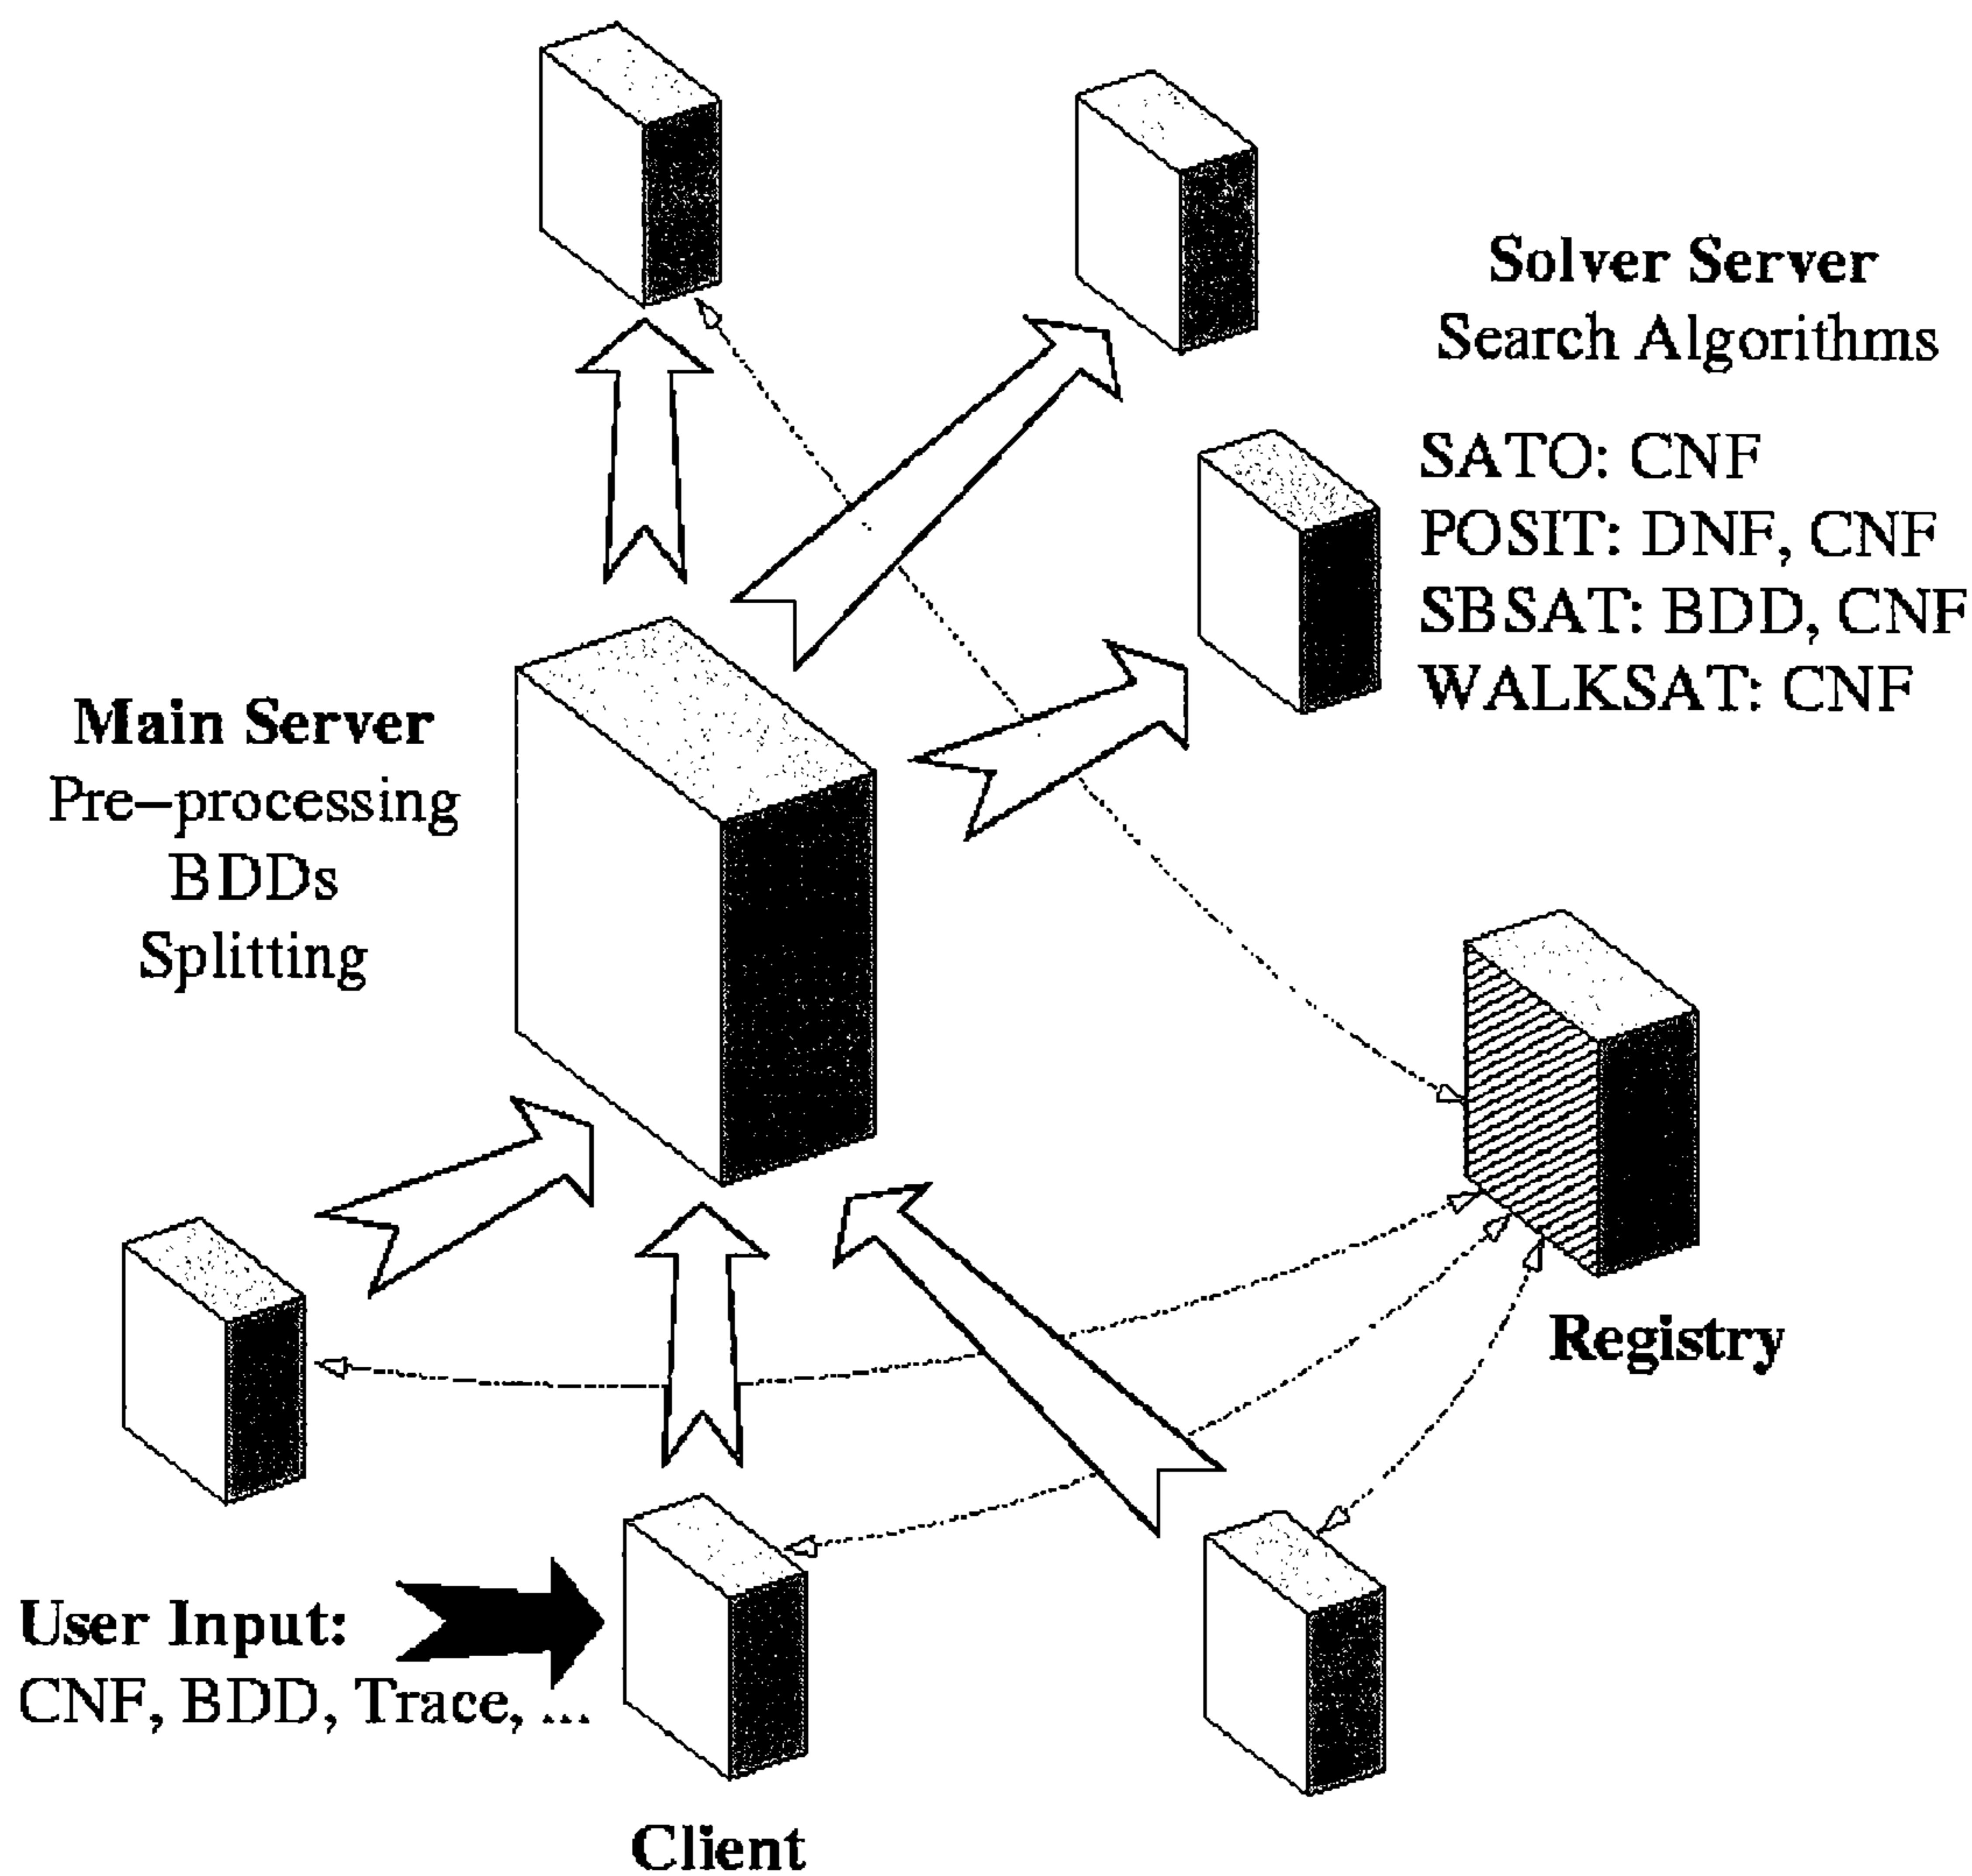 Solver Server
Search Algorithms
SATO: CNF
POSIT: DNF, CNF
SBSAT: BDD, CNF
WALKSAT: CNF
Main Server
Pre–processing
BDDs
Splitting
Registry
User Input:
CNF, BDD, Trace, ...
Client